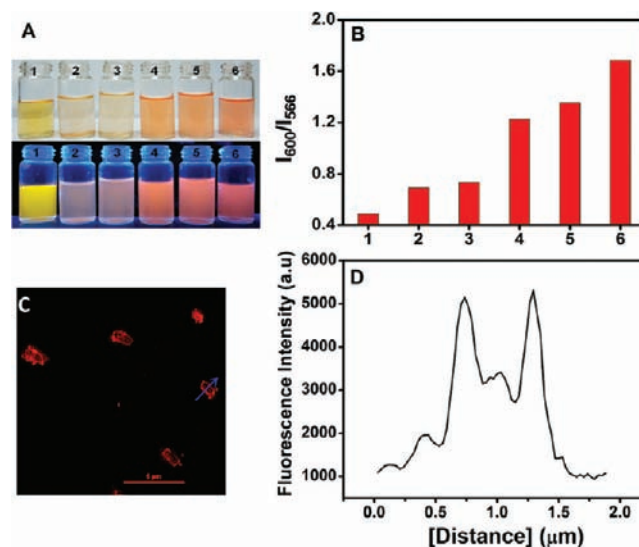 A
1 2 3 4 5 6
1 2 3 4 5 6
B
I600/I566
2.0
1.6
1.2
0.8
0.4
1 2 3 4 5 6
C
D
Fluorescence Intensity (a.u)
5000
4000
3000
2000
1000
6000
0.0 0.5 1.0 1.5 2.0
[Distance] (μm)